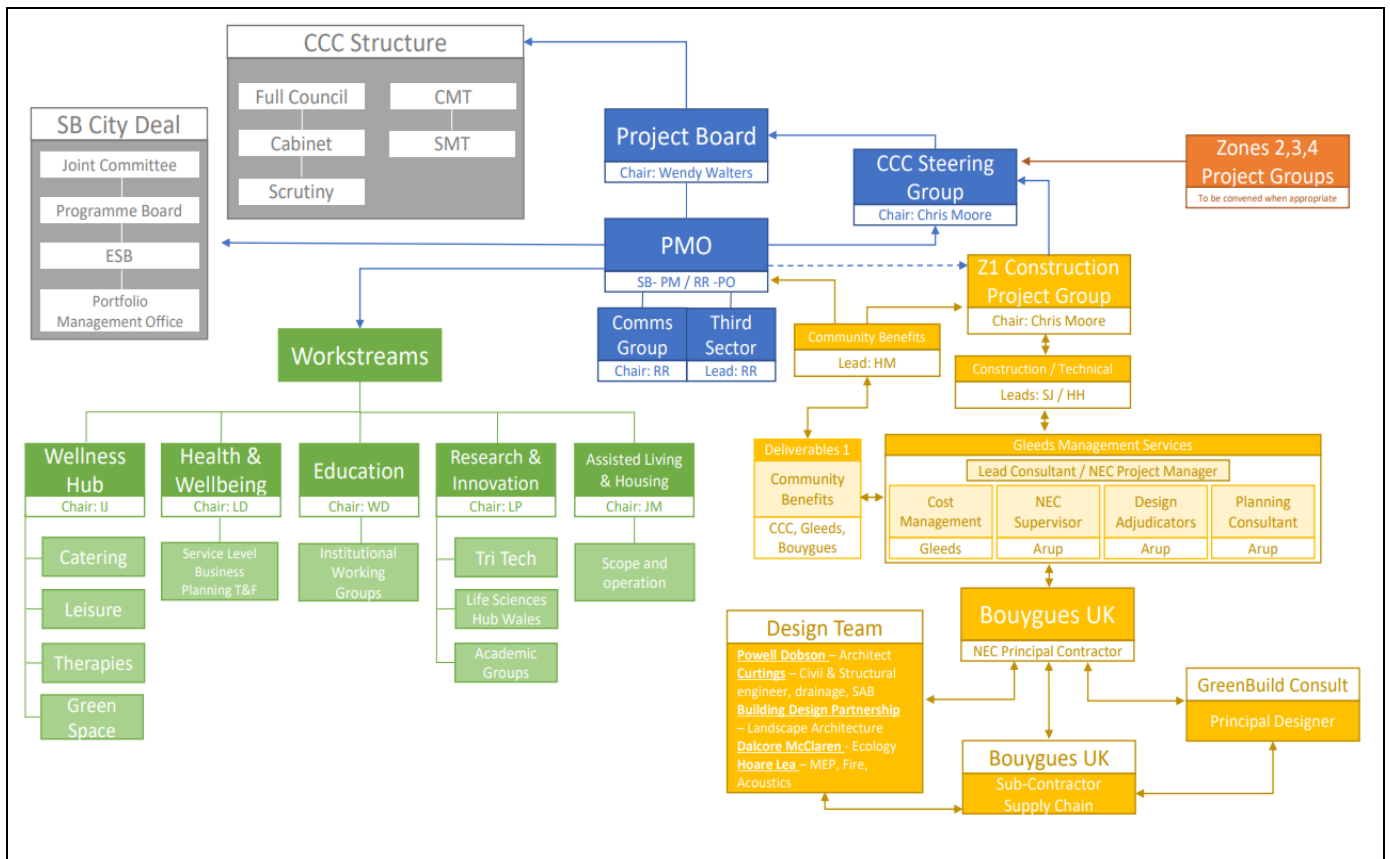 CCC Structure
Full Council
Cabinet
Scrutiny
CMT
SMT
SB City Deal
Joint Committee
Programme Board
ESB
Portfolio
Management Office
Project Board
Chair: Wendy Walters
CCC Steering
Group
Chair: Chris Moore
Zones 2,3,4
Project Groups
To be convened when appropriate
PMO
SB- PM / RR -PO
Comms
Group
Chair: RR
Third
Sector
Lead: RR
Z1 Construction
Project Group
Chair: Chris Moore
Community Benefits
Lead: HM
Construction / Technical
Leads: SJ / HH
Workstreams
Wellness
Hub
Chair: IJ
Catering
Leisure
Therapies
Green
Space
Health &
Wellbeing
Chair: LD
Service Level
Business
Planning T&F
Education
Chair: WD
Institutional
Working
Groups
Research &
Innovation
Chair: LP
Tri Tech
Life Sciences
Hub Wales
Academic
Groups
Assisted Living
& Housing
Chair: JM
Scope and
operation
Deliverables 1
Community
Benefits
CCC, Gleeds,
Bouygues
Gleeds Management Services
Lead Consultant / NEC Project Manager
Cost
Management
Gleeds
NEC
Supervisor
Arup
Design
Adjudicators
Arup
Planning
Consultant
Arup
Bouygues UK
NEC Principal Contractor
Design Team
Powell Dobson – Architect
Curtings – Civil & Structural
engineer, drainage, SAB
Building Design Partnership
– Landscape Architecture
Dalcore McClaren - Ecology
Hoare Lea – MEP, Fire,
Acoustics
GreenBuild Consult
Principal Designer
Bouygues UK
Sub-Contractor
Supply Chain